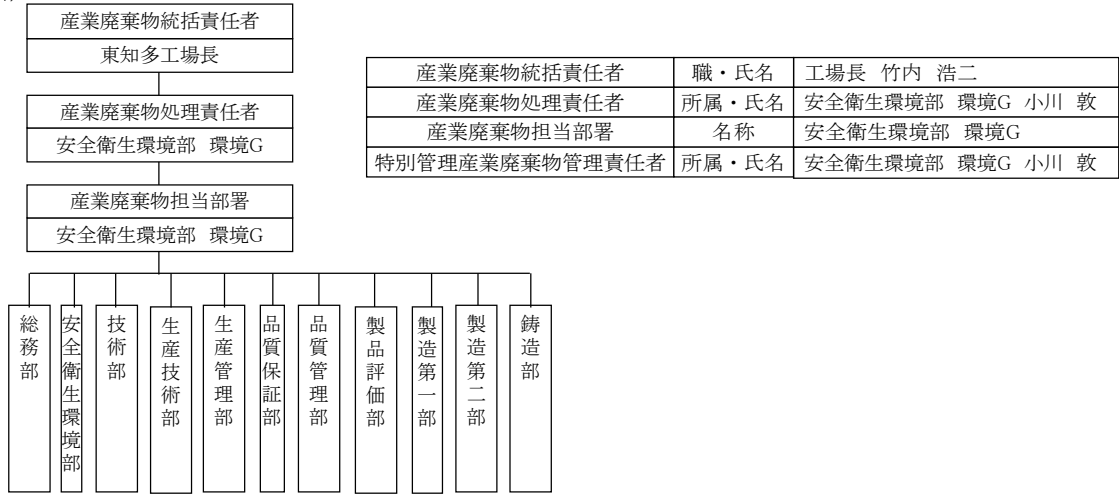 産業廃棄物統括責任者
東知多工場長
産業廃棄物処理責任者
安全衛生環境部 環境G
産業廃棄物担当部署
安全衛生環境部 環境G
産業廃棄物統括責任者 職・氏名 工場長 竹内 浩二
産業廃棄物処理責任者 所属・氏名 安全衛生環境部 環境G 小川 敦
産業廃棄物担当部署 名称 安全衛生環境部 環境G
特別管理産業廃棄物管理責任者 所属・氏名 安全衛生環境部 環境G 小川 敦
総務部
安全衛生環境部
技術部
生産技術部
生産管理部
品質保証部
品質管理部
製品評価部
製造第一部
製造第二部
鋳造部